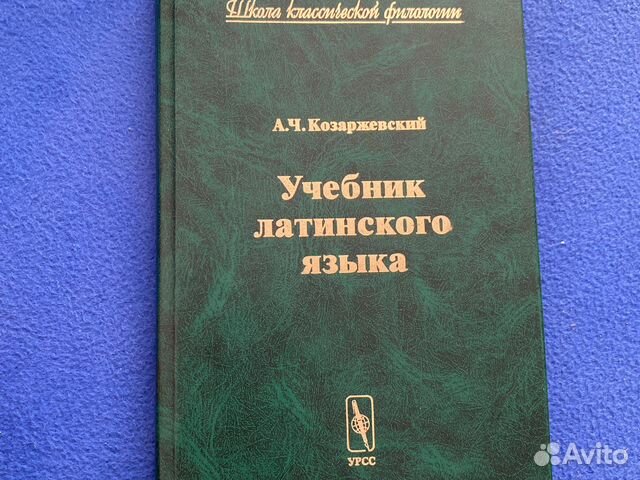 Школа классической филологии
А.Ч. Козаржевский
Учебник
латинского
языка
УРСС
Avito